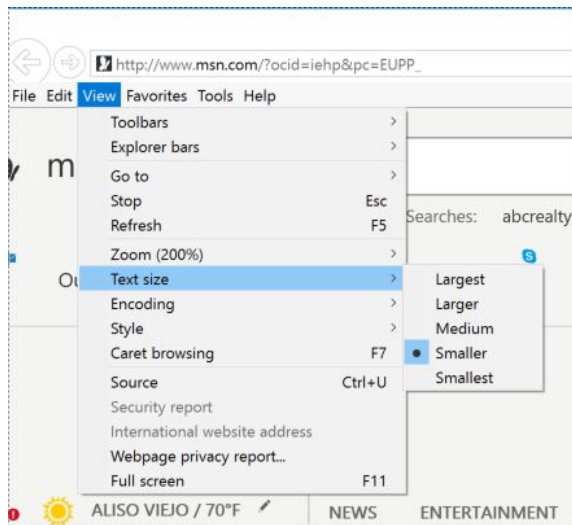 http://www.msn.com/?ocid=iehp&pc=EUPP_
File Edit View Favorites Tools Help
Toolbars
Explorer bars
m
Go to
Stop Esc
Refresh F5
Searches: abcrealty
Zoom (200%)
Text size
Largest
Encoding
Larger
Style
Medium
Caret browsing F7
Smaller
Source Ctrl+U
Smallest
Security report
International website address
Webpage privacy report...
Full screen F11
ALISO VIEJO / 70°F
NEWS ENTERTAINMENT